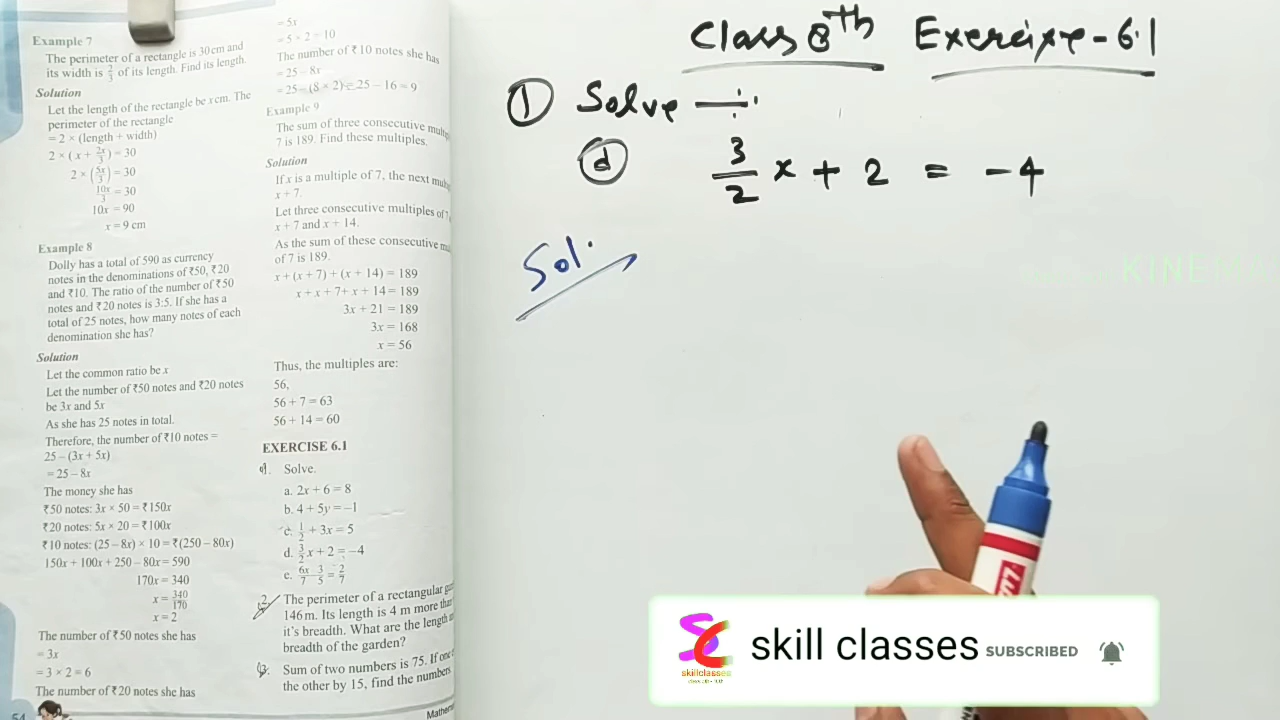 Example 7
The perimeter of a rectangle is 30 cm and
its width is 2/3 of its length. Find its length.
Solution
Let the length of the rectangle be x cm. The
perimeter of the rectangle
= 2 × (length + width)
2 × (x + 2x/3) = 30
2 × (5x/3) = 30
10x/3 = 30
10x = 90
x = 9 cm
Example 8
Dolly has a total of 590 as currency
notes in the denominations of ₹50, ₹20
and ₹10. The ratio of the number of ₹50
notes and ₹20 notes is 3:5. If she has a
total of 25 notes, how many notes of each
denomination she has?
Solution
Let the common ratio be x
Let the number of ₹50 notes and ₹20 notes
be 3x and 5x
As she has 25 notes in total.
Therefore, the number of ₹10 notes =
25 – (3x + 5x)
= 25 – 8x
The money she has
₹50 notes: 3x × 50 = ₹150x
₹20 notes: 5x × 20 = ₹100x
₹10 notes: (25 – 8x) × 10 = ₹(250 – 80x)
150x + 100x + 250 – 80x = 590
170x = 340
x = 340/170
x = 2
The number of ₹50 notes she has
= 3x
= 3 × 2 = 6
The number of ₹20 notes she has
54
= 5x
= 5 × 2 = 10
The number of ₹10 notes she has
= 25 – 8x
= 25 – (8 × 2) = 25 – 16 = 9
Example 9
The sum of three consecutive
7 is 189. Find these multiples.
Solution
If x is a multiple of 7, the next
x + 7.
Let three consecutive multiples of
x + 7 and x + 14.
As the sum of these consecutive
of 7 is 189.
x + (x + 7) + (x + 14) = 189
x + x + 7 + x + 14 = 189
3x + 21 = 189
3x = 168
x = 56
Thus, the multiples are:
56,
56 + 7 = 63
56 + 14 = 60
EXERCISE 6.1
1. Solve.
a. 2x + 6 = 8
b. 4 + 5y = –1
c. 1/2 + 3x = 5
d. 3/2 x + 2 = –4
e. 6x/7 3/5 = 2/7
2. The perimeter of a rectangular
146 m. Its length is 4 m more than
it's breadth. What are the length
breadth of the garden?
3. Sum of two numbers is 75. If one
the other by 15, find the numbers
Class 8th Exercise-6.1
① Solve ÷
ⓓ 3/2 x + 2 = -4
Sol.
skill classes SUBSCRIBED
SC
skillclasses